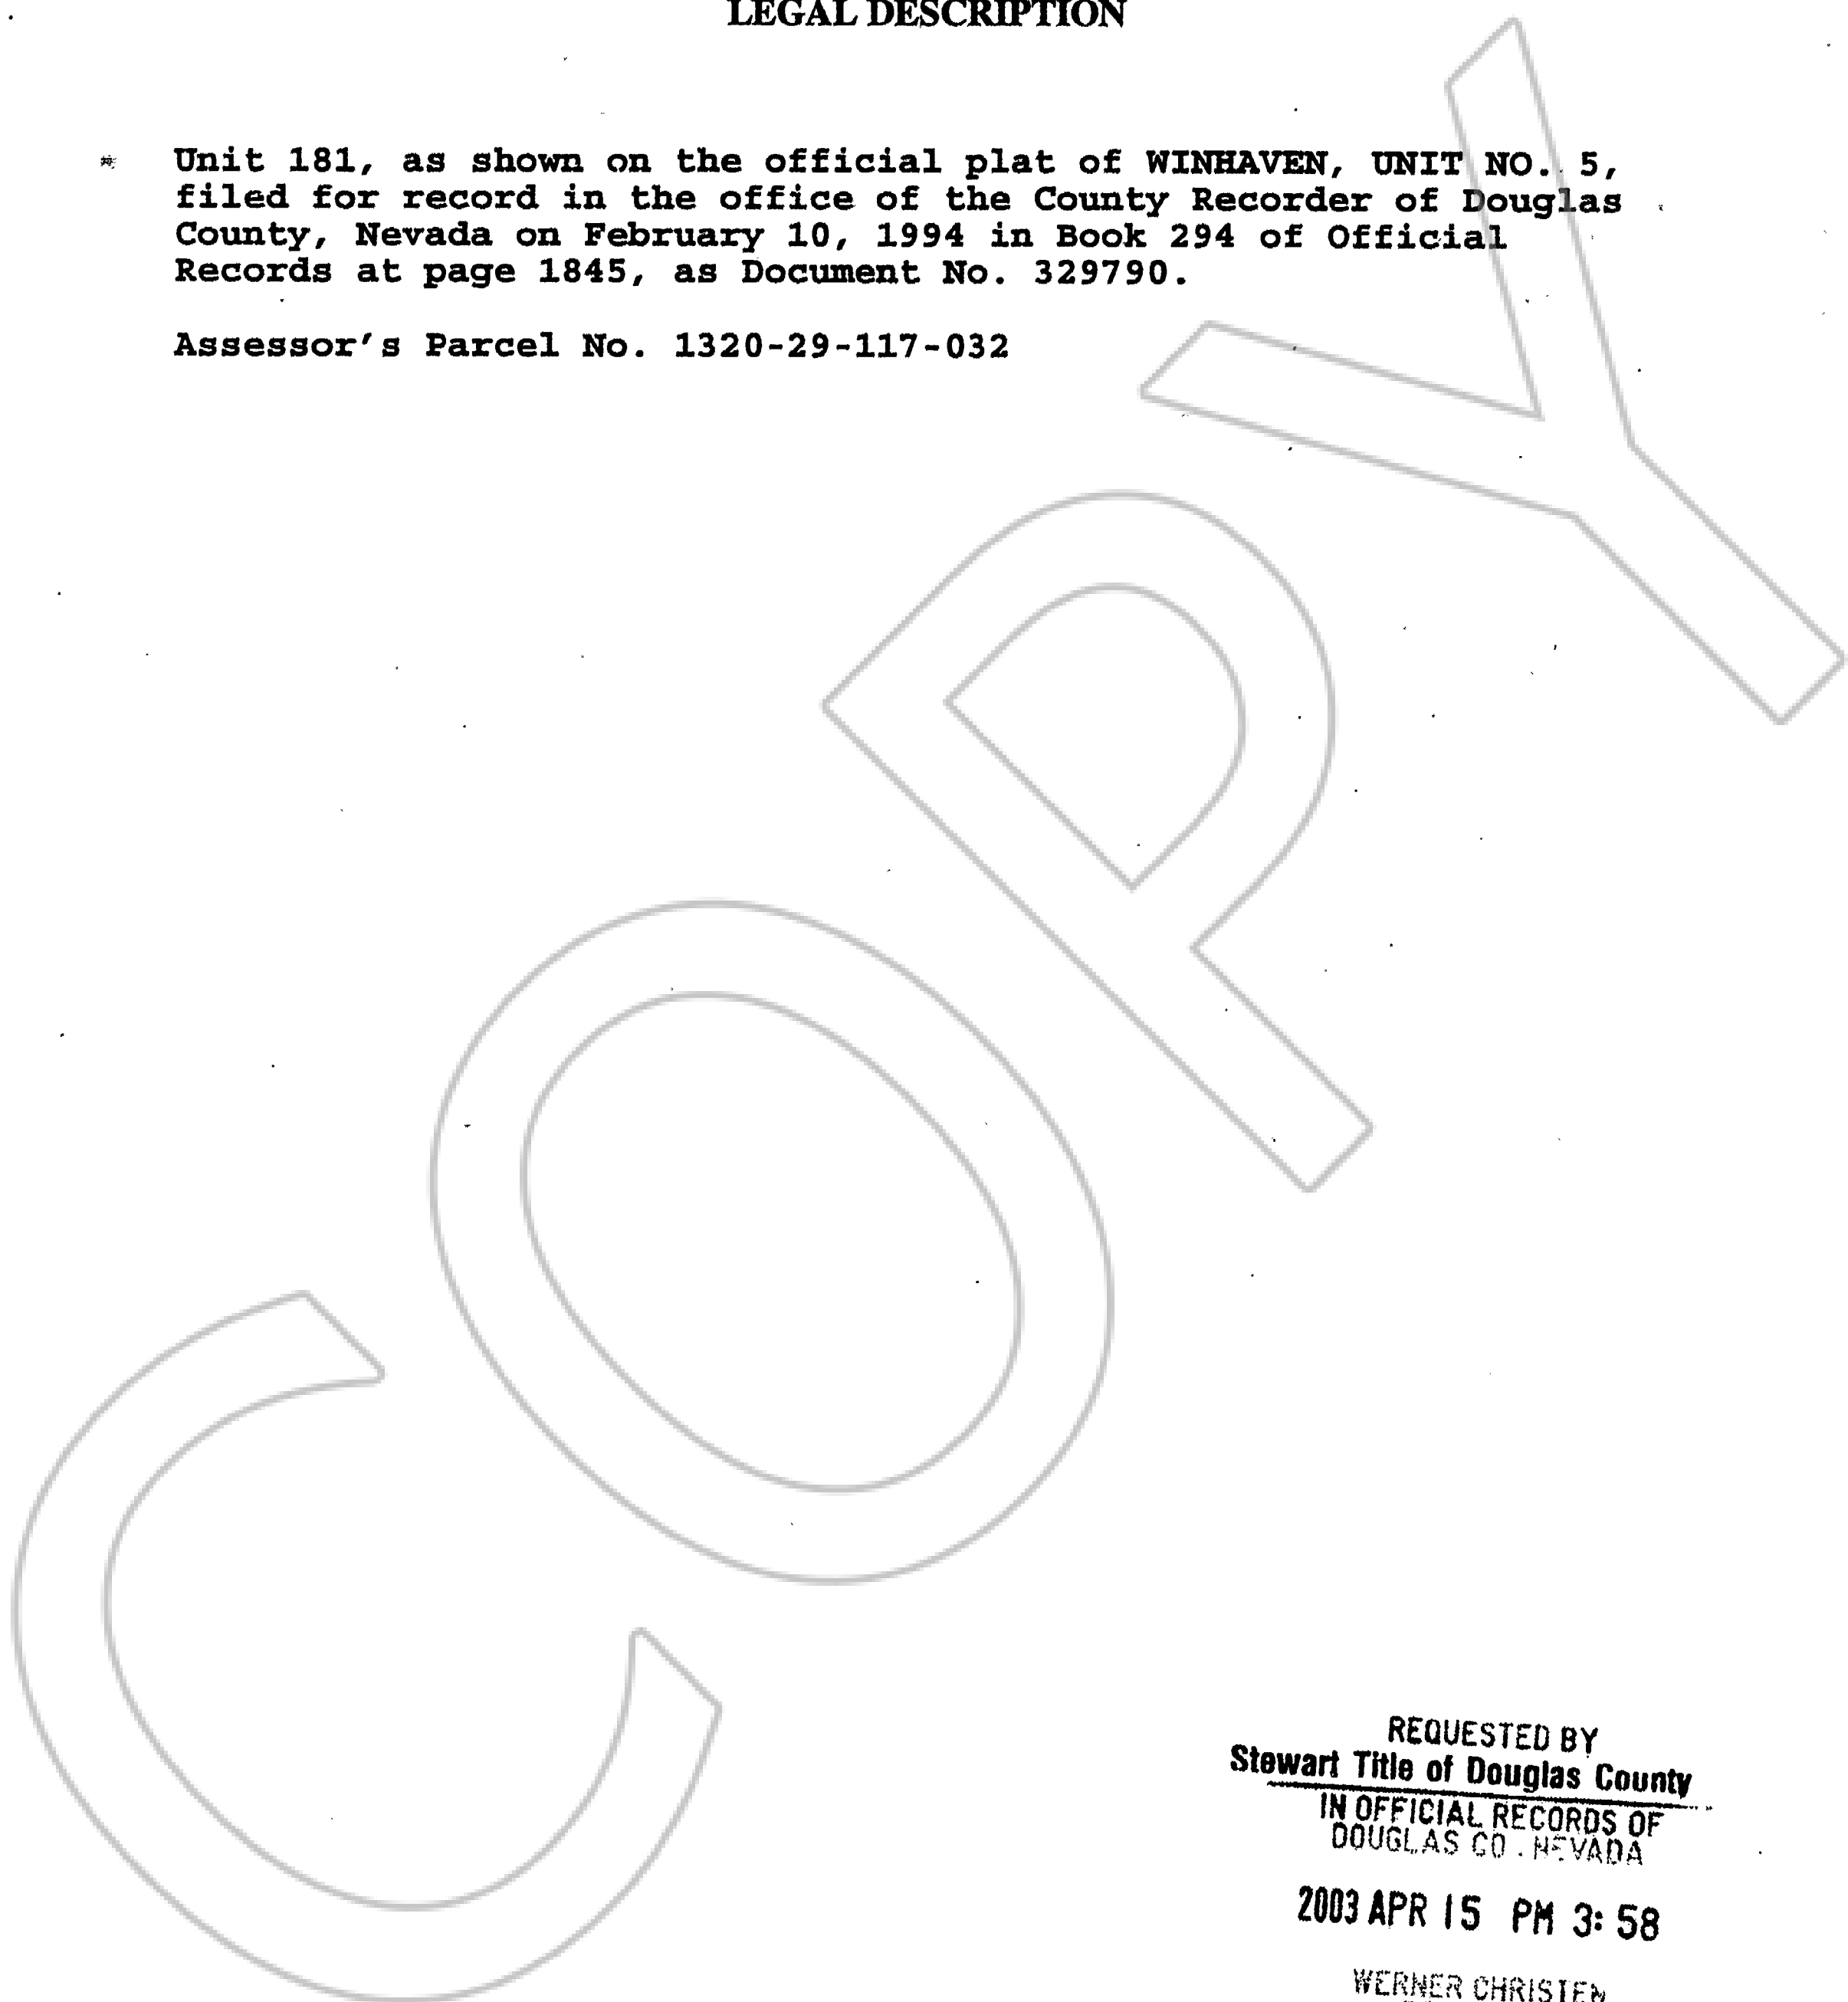 LEGAL DESCRIPTION
Unit 181, as shown on the official plat of WINHAVEN, UNIT NO. 5,
filed for record in the office of the County Recorder of Douglas
County, Nevada on February 10, 1994 in Book 294 of Official
Records at page 1845, as Document No. 329790.
Assessor's Parcel No. 1320-29-117-032
COPY
REQUESTED BY
Stewart Title of Douglas County
IN OFFICIAL RECORDS OF
DOUGLAS CO. NEVADA
2003 APR 15 PM 3:58
WERNER CHRISTEN